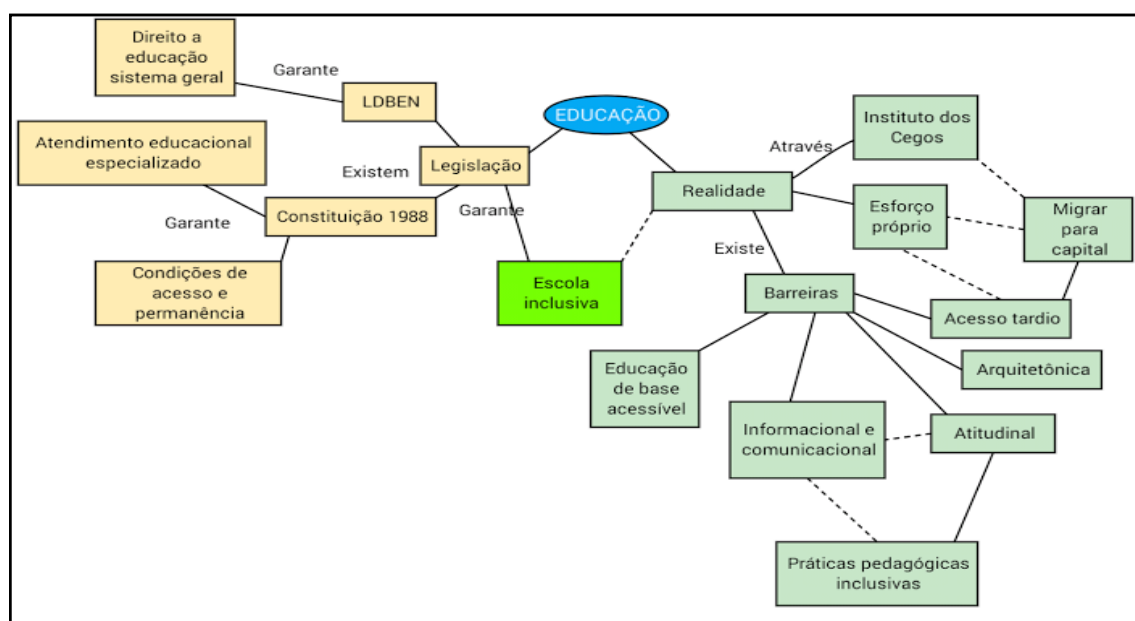 Direito a
educação
sistema geral
Garante
LDBEN
EDUCAÇÃO
Atendimento educacional
especializado
Existem
Legislação
Garante
Constituição 1988
Garante
Condições de
acesso e
permanência
Escola
inclusiva
Realidade
Através
Instituto dos
Cegos
Esforço
próprio
Migrar
para
capital
Existe
Barreiras
Acesso tardio
Educação
de base
acessível
Arquitetônica
Informacional e
comunicacional
Atitudinal
Práticas pedagógicas
inclusivas